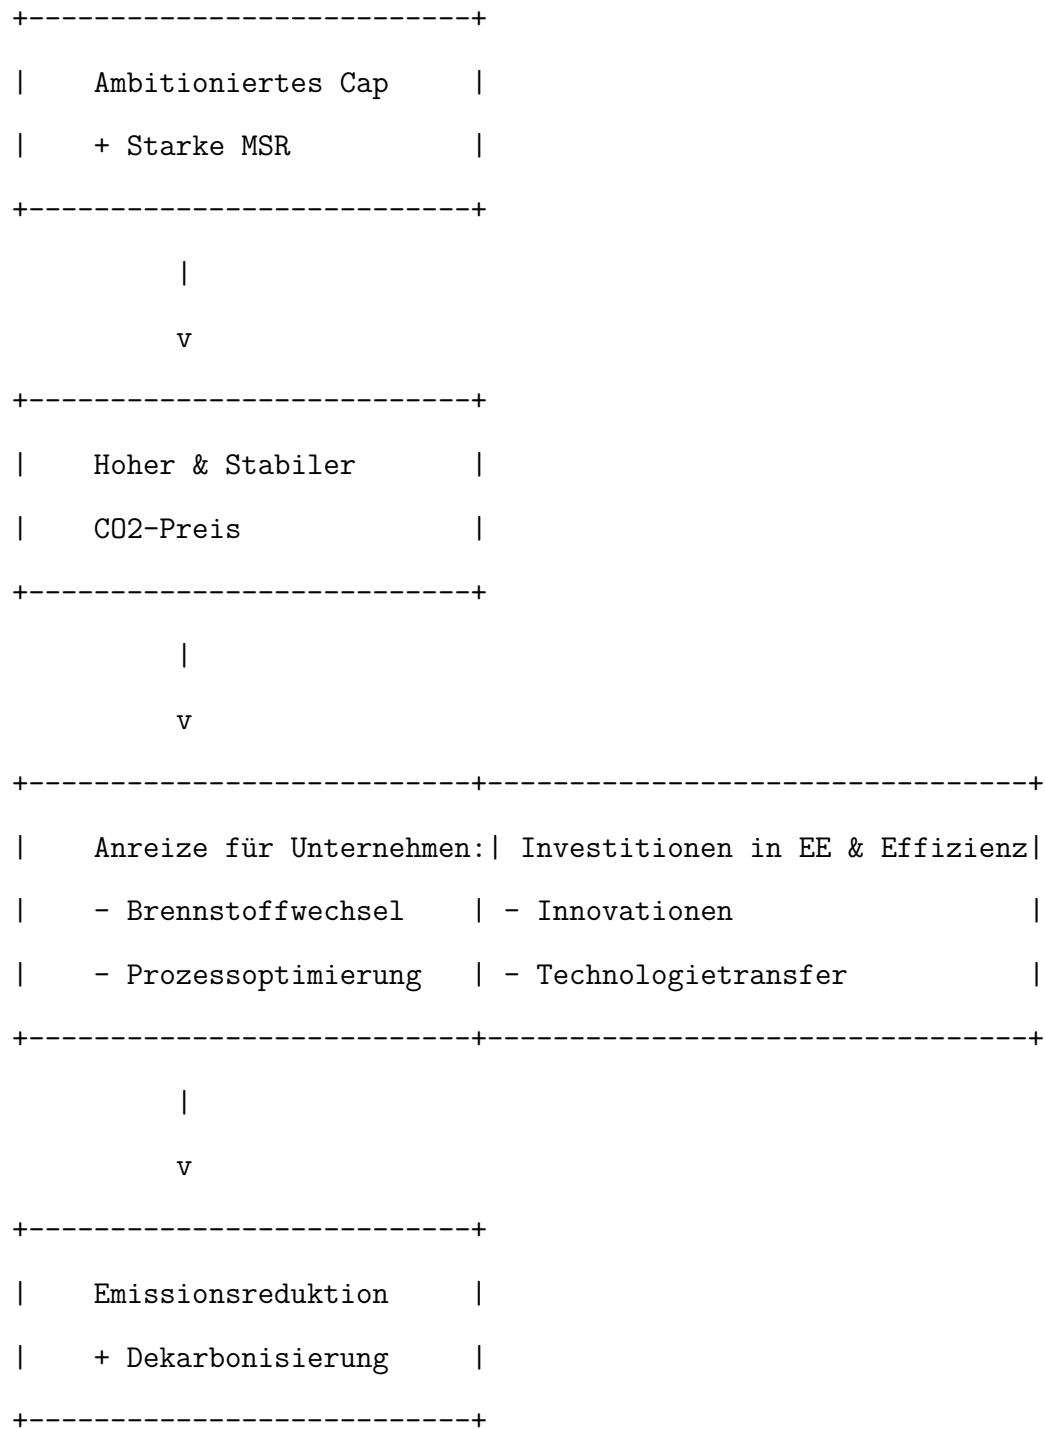 +---------------------------+
|    Ambitioniertes Cap     |
|    + Starke MSR           |
+---------------------------+
          |
          v
+---------------------------+
|    Hoher & Stabiler       |
|    CO2-Preis              |
+---------------------------+
          |
          v
+---------------------------+---------------------------------+
|    Anreize für Unternehmen:| Investitionen in EE & Effizienz|
|    - Brennstoffwechsel    | - Innovationen                  |
|    - Prozessoptimierung   | - Technologietransfer           |
+---------------------------+---------------------------------+
          |
          v
+---------------------------+
|    Emissionsreduktion     |
|    + Dekarbonisierung     |
+---------------------------+